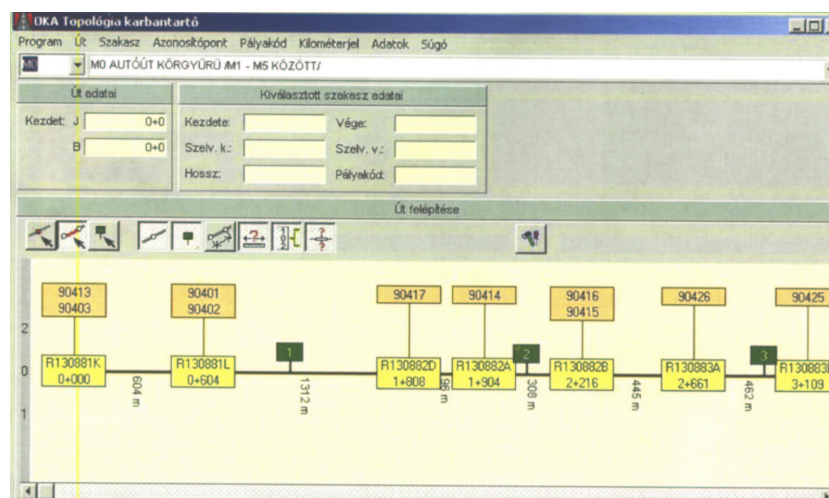 OKA Topológia karbantartó
Program Út Szakasz Azonosítópont Pályakód Kilométerjel Adatok Súgó
M0 M0 AUTÓÚT KÖRGYŰRŰ /M1 - M5 KÖZÖTT/
Út adatai
Kiválasztott szakasz adatai
Kezdet: J 0+0 Kezdete: Vége:
B 0+0 Szelv. k.: Szelv. v.:
Hossz: Pályakód:
Út felépítése
90413 90401 90417 90414 90416 90426 90425
90403 90402 90415
2
1 2 3
0
R130881K R130881L R130882D R130882A R130882B R130883A
0+000 0+604 1+808 1+904 2+216 2+661 3+109
604 m 1312 m 308 m 445 m 462 m
1